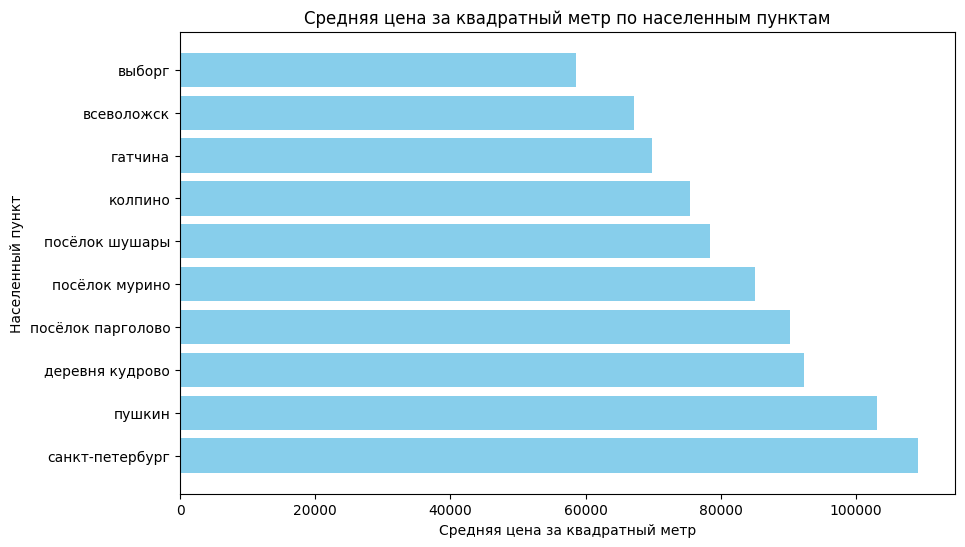 Средняя цена за квадратный метр по населенным пунктам
Населенный пункт
выборг
всеволожск
гатчина
колпино
посёлок шушары
посёлок мурино
посёлок парголово
деревня кудрово
пушкин
санкт-петербург
0 20000 40000 60000 80000 100000
Средняя цена за квадратный метр